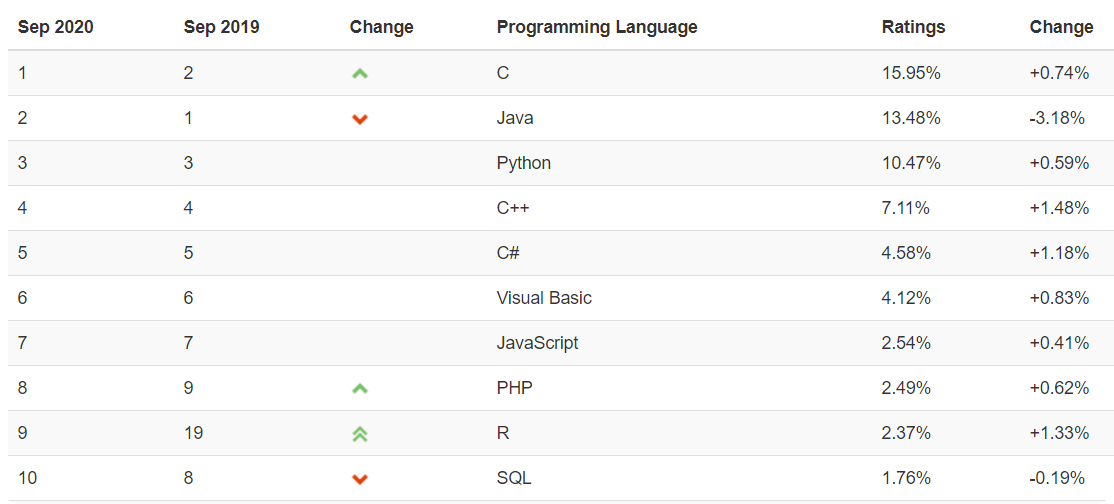 Sep 2020 Sep 2019 Change Programming Language Ratings Change
1 2 C 15.95% +0.74%
2 1 Java 13.48% -3.18%
3 3 Python 10.47% +0.59%
4 4 C++ 7.11% +1.48%
5 5 C# 4.58% +1.18%
6 6 Visual Basic 4.12% +0.83%
7 7 JavaScript 2.54% +0.41%
8 9 PHP 2.49% +0.62%
9 19 R 2.37% +1.33%
10 8 SQL 1.76% -0.19%